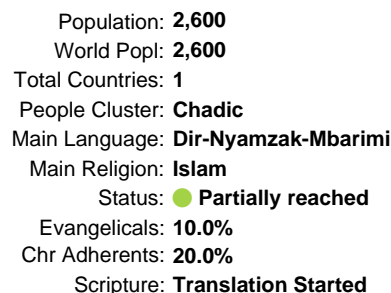 Population: 2,600
World Popl: 2,600
Total Countries: 1
People Cluster: Chadic
Main Language: Dir-Nyamzak-Mbarimi
Main Religion: Islam
Status: Partially reached
Evangelicals: 10.0%
Chr Adherents: 20.0%
Scripture: Translation Started